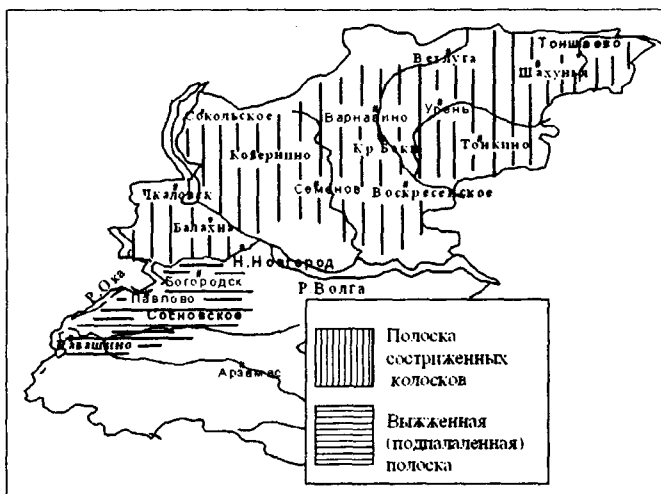 Тоншаево
Ветлуга
Шахунья
Сокольское
Варнавино
Урень
Кр Баки
Тонкино
Ковернино
Семенов
Воскресенское
Чкаловск
Балахна
Н.Новгород
Богородск
Р Волга
Р.Ока
Павлово
Сосновское
Навашино
Арзамас
Полоска
состриженных
колосков
Выжженная
(подпалаленная)
полоска